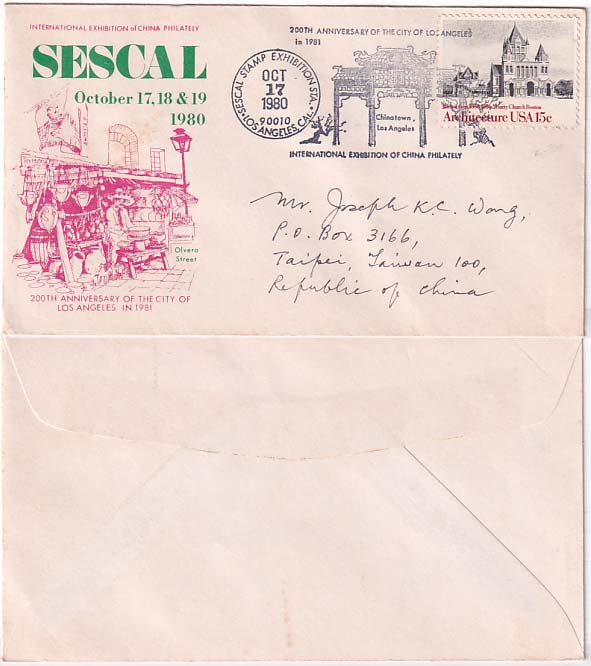 INTERNATIONAL EXHIBITION of CHINA PHILATELY
SESCAL
October 17, 18 & 19
1980
Olvera
Street
200TH ANNIVERSARY OF THE CITY OF
LOS ANGELES IN 1981
SESCAL STAMP EXHIBITION STA.
OCT
17
1980
90010
LOS ANGELES, CAL.
200TH ANNIVERSARY OF THE CITY OF LOS ANGELES
in 1981
Chinatown,
Los Angeles
INTERNATIONAL EXHIBITION OF CHINA PHILATELY
Trinity Church Boston
Architecture USA 15c
Mr. Joseph K.C. Wong,
P.O. Box 3166,
Taipei, Taiwan 100,
Republic of China